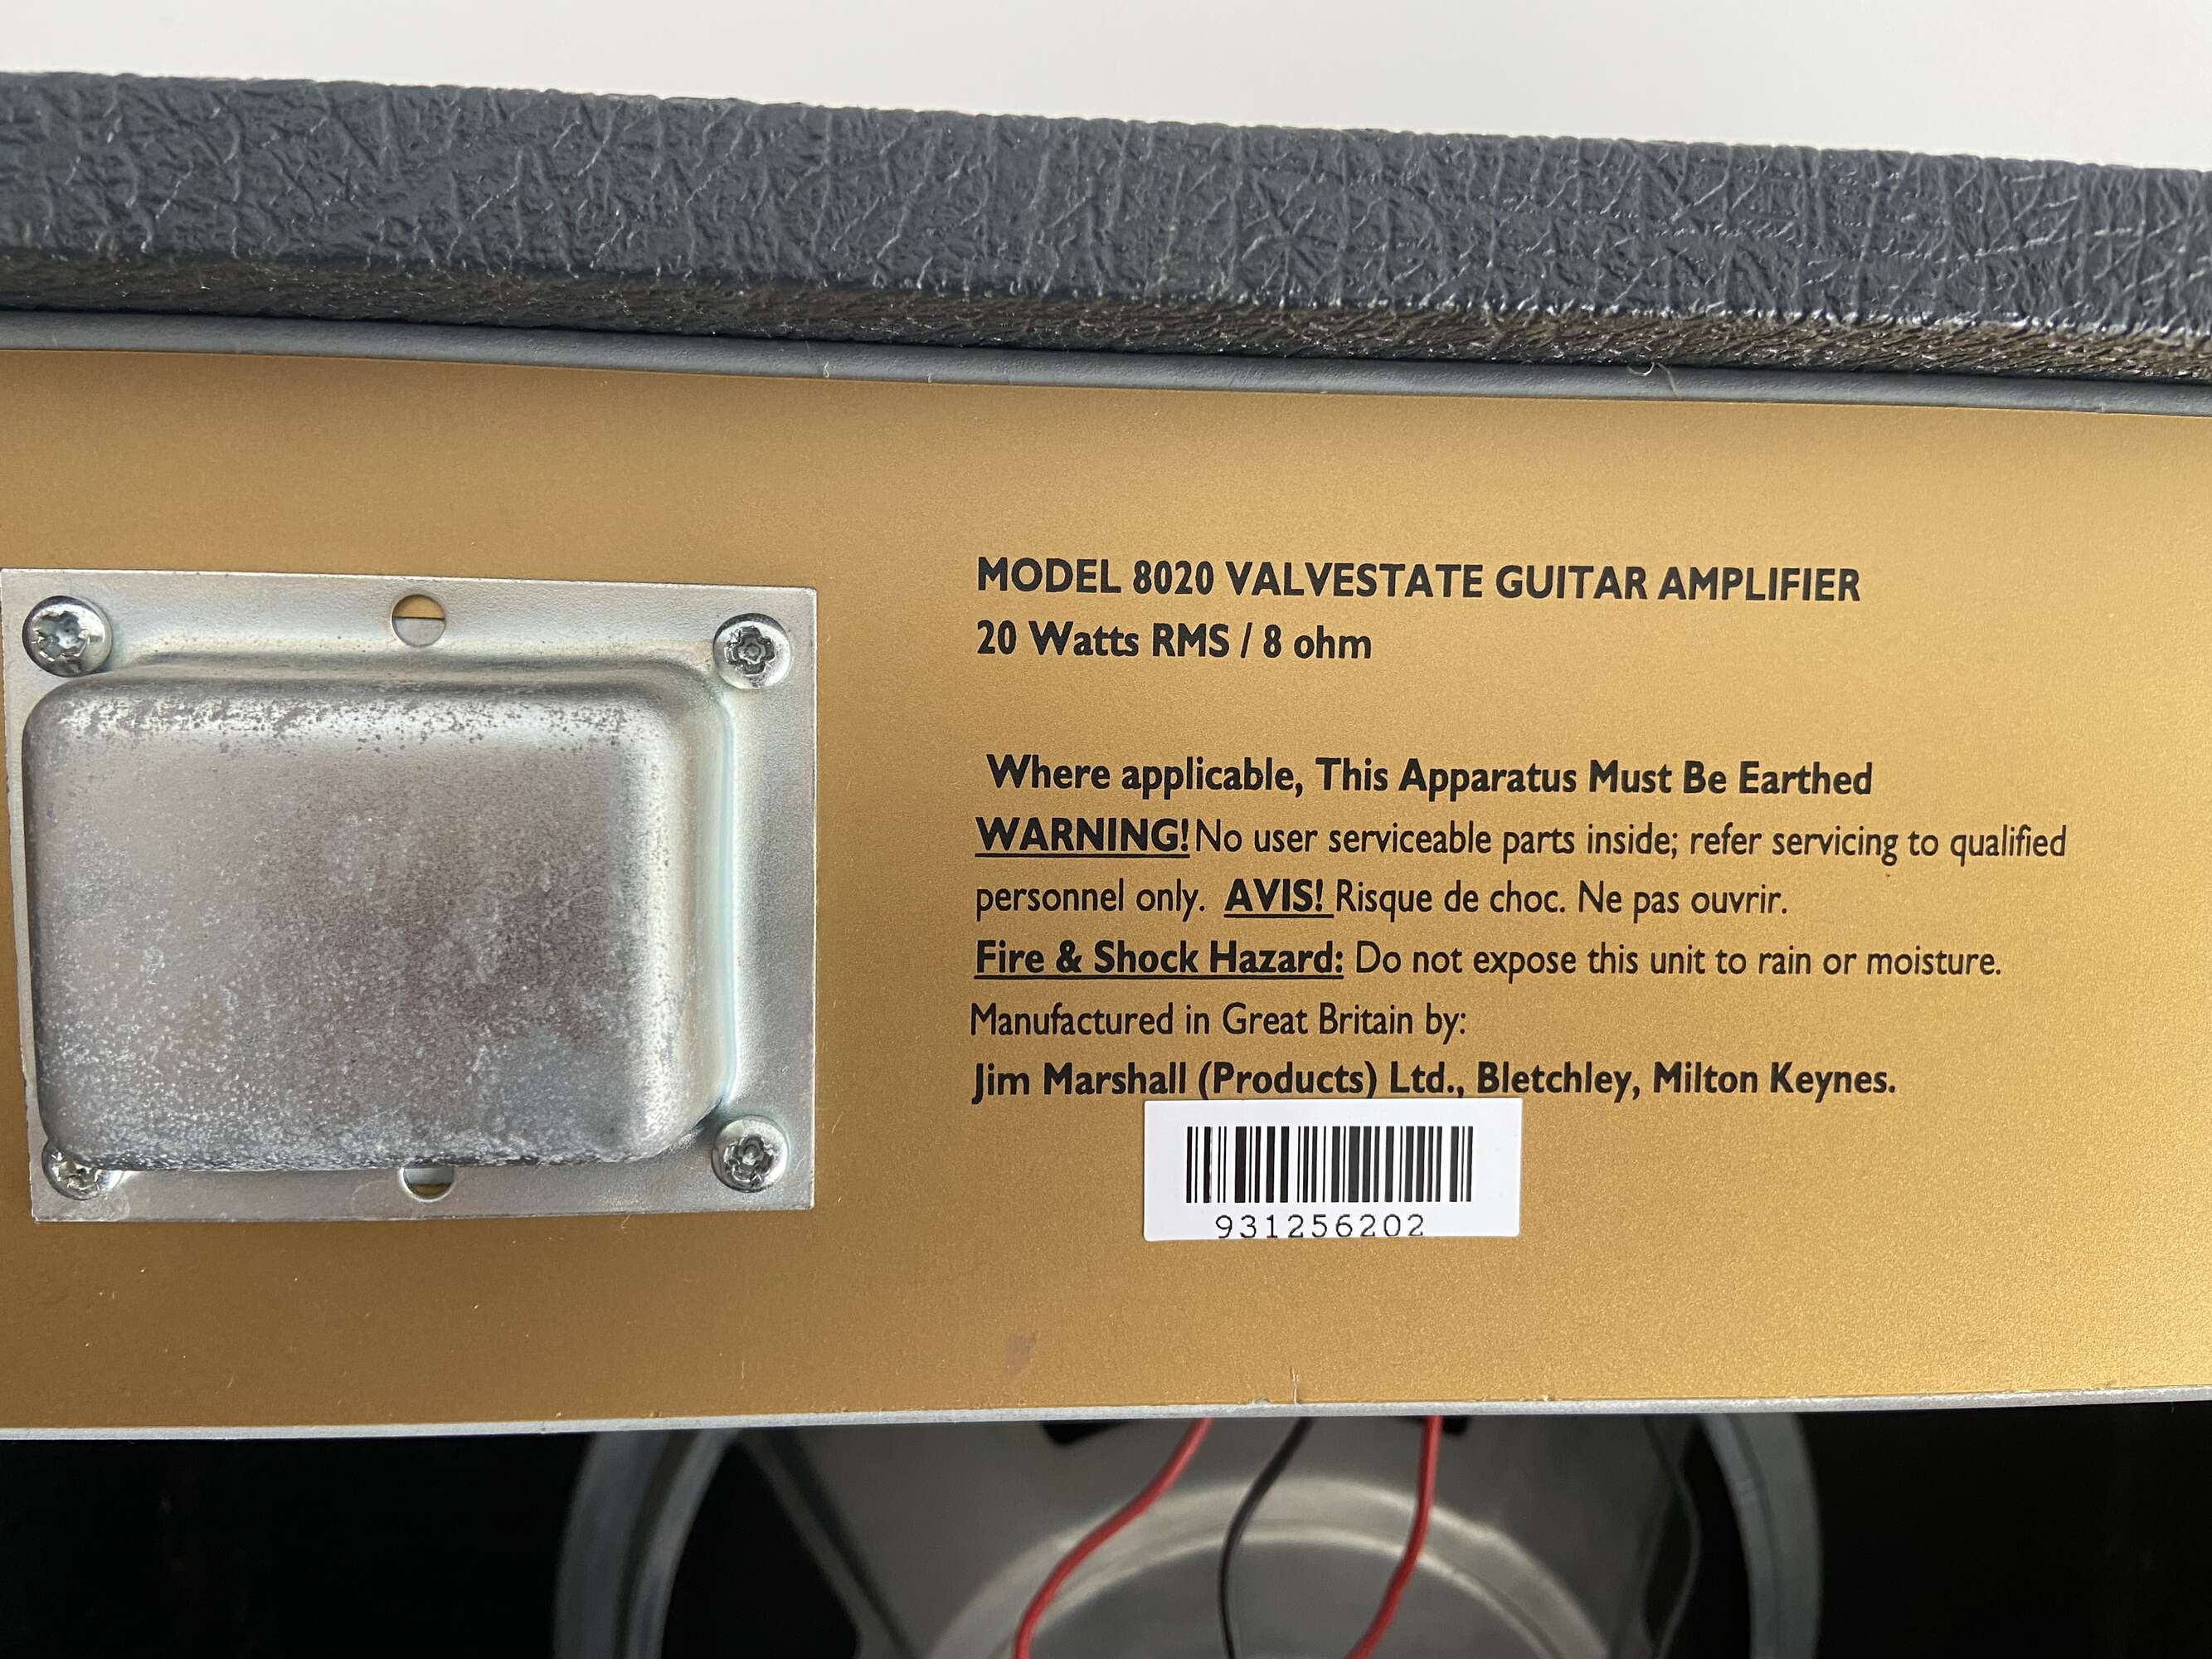 MODEL 8020 VALVESTATE GUITAR AMPLIFIER
20 Watts RMS / 8 ohm
Where applicable, This Apparatus Must Be Earthed
WARNING! No user serviceable parts inside; refer servicing to qualified
personnel only. AVIS! Risque de choc. Ne pas ouvrir.
Fire & Shock Hazard: Do not expose this unit to rain or moisture.
Manufactured in Great Britain by:
Jim Marshall (Products) Ltd., Bletchley, Milton Keynes.
931256202